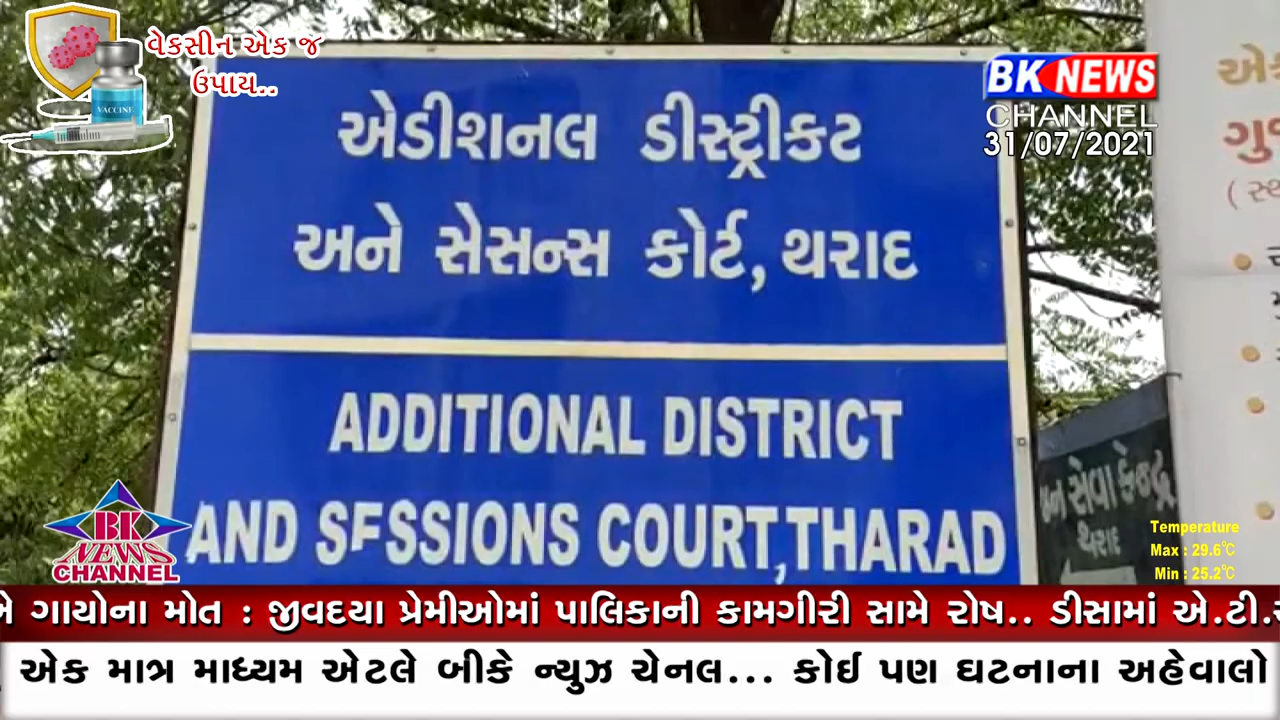 વેકસીન એક જ
ઉપાય..
VACCINE
BK NEWS
CHANNEL
31/07/2021
એડીશનલ ડીસ્ટ્રીકટ
અને સેસન્સ કોર્ટ, થરાદ
ADDITIONAL DISTRICT
AND SESSIONS COURT, THARAD
સેવા કેન્દ્ર
થરાદ
BK
NEWS
CHANNEL
Temperature
Max : 29.6℃
Min : 25.2℃
ગાયોના મોત : જીવદયા પ્રેમીઓમાં પાલિકાની કામગીરી સામે રોષ.. ડીસામાં એ.ટી.
એક માત્ર માધ્યમ એટલે બીકે ન્યુઝ ચેનલ... કોઈ પણ ઘટનાના અહેવાલો